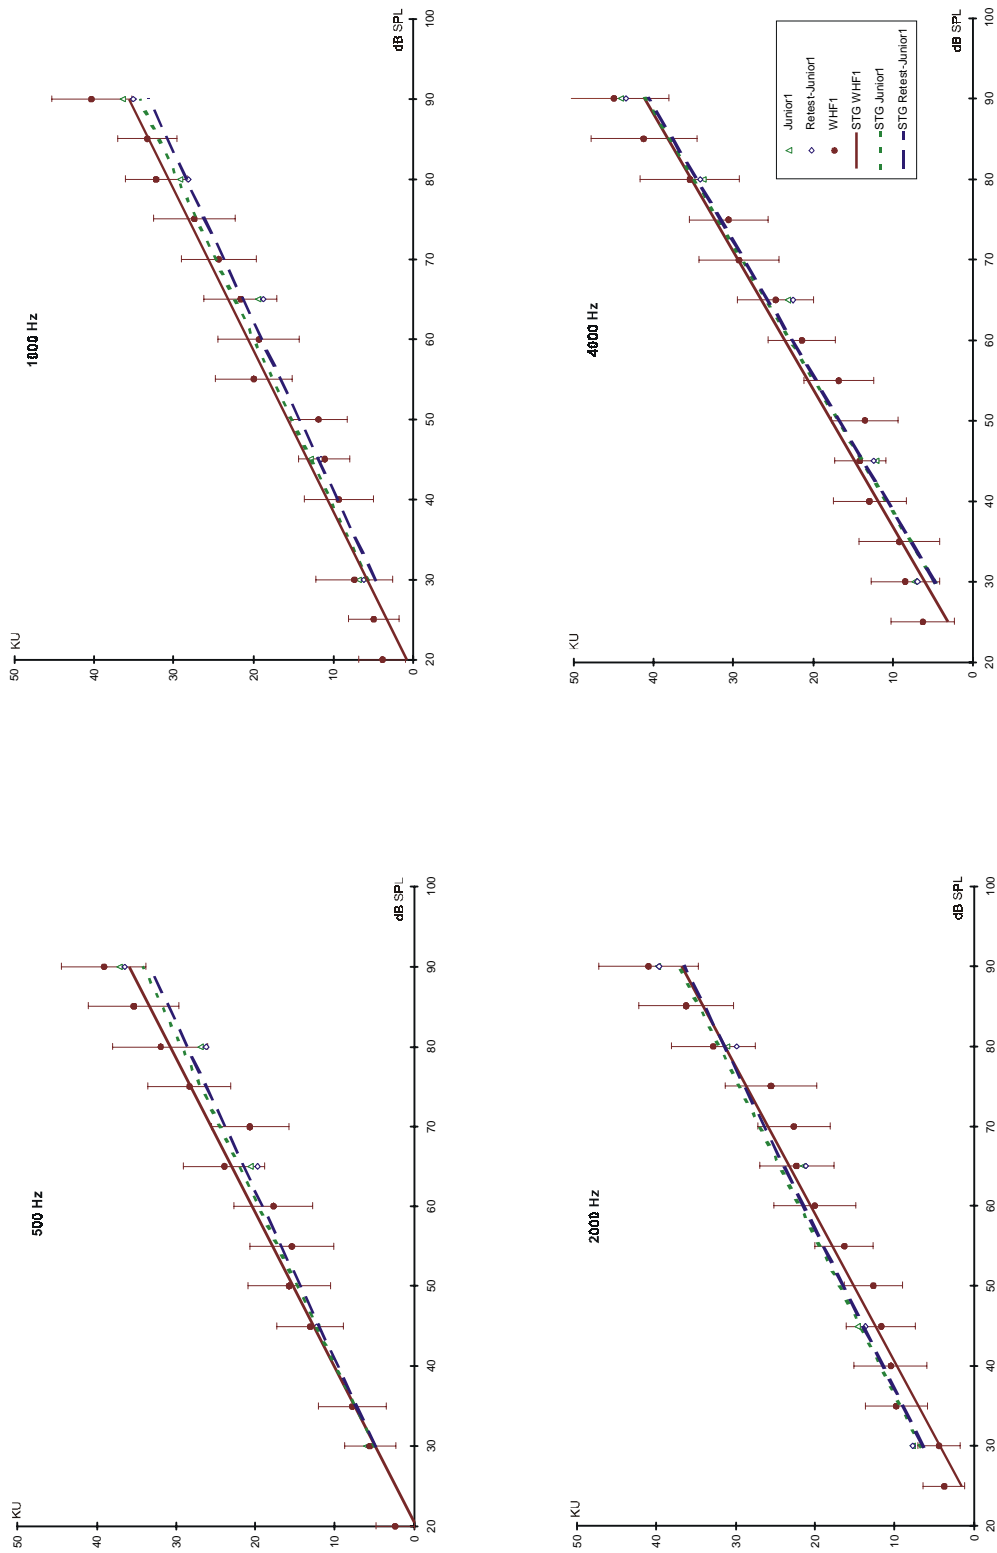 500 Hz
KU
50
40
30
20
10
0
20 30 40 50 60 70 80 90 100
dB SPL
1000 Hz
KU
50
40
30
20
10
0
20 30 40 50 60 70 80 90 100
dB SPL
2000 Hz
KU
50
40
30
20
10
0
20 30 40 50 60 70 80 90 100
dB SPL
4000 Hz
KU
50
40
30
20
10
0
20 30 40 50 60 70 80 90 100
dB SPL
Junior1
Retest-Junior1
WHF1
STG WHF1
STG Junior1
STG Retest-Junior1